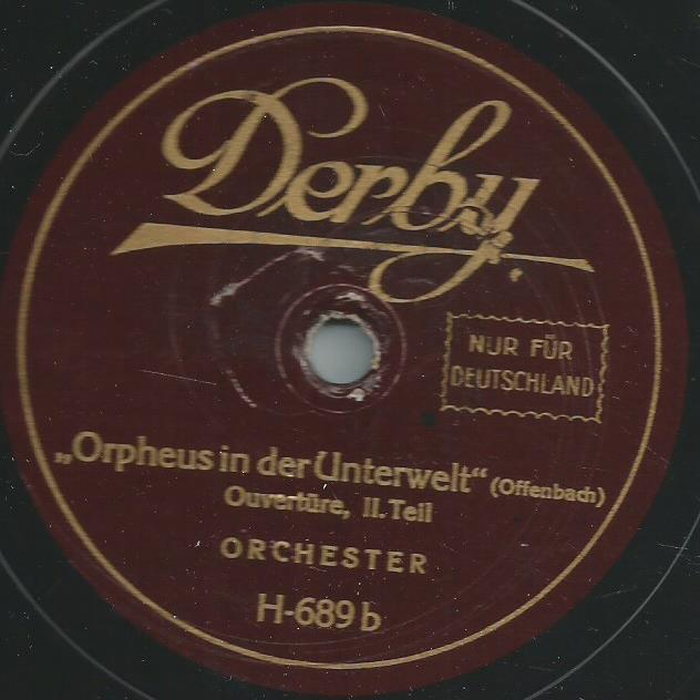 Derby
NUR FÜR
DEUTSCHLAND
„Orpheus in der Unterwelt“ (Offenbach)
Ouvertüre, II. Teil
ORCHESTER
H-689 b